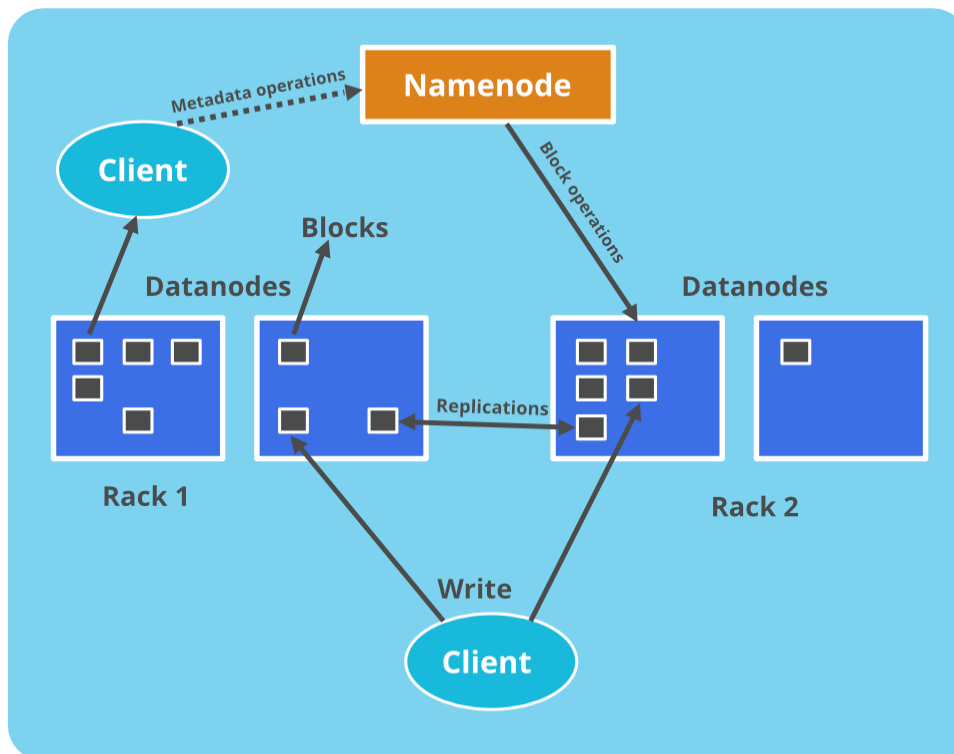 Namenode
Metadata operations
Client
Block operations
Blocks
Datanodes
Datanodes
Replications
Rack 1
Rack 2
Write
Client